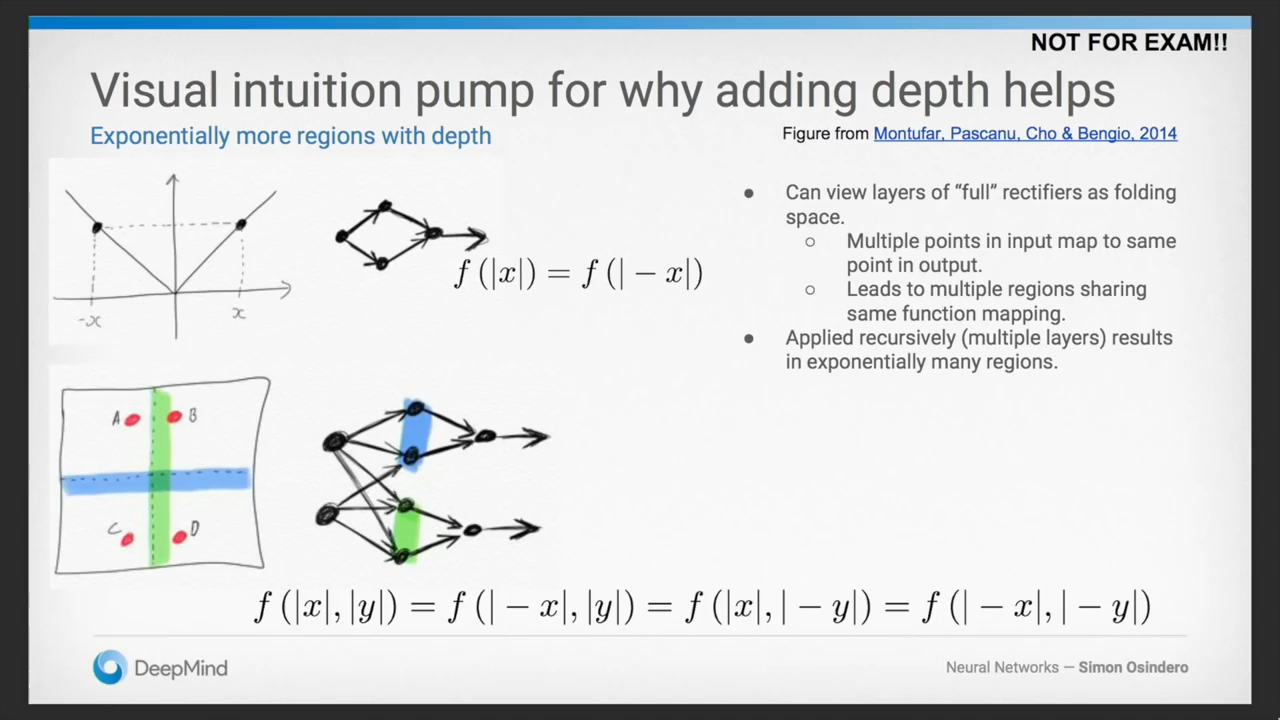 NOT FOR EXAM!!
Visual intuition pump for why adding depth helps
Exponentially more regions with depth
Figure from Montufar, Pascanu, Cho & Bengio, 2014
-x
x
f (|x|) = f (| − x|)
● Can view layers of “full” rectifiers as folding
space.
○ Multiple points in input map to same
point in output.
○ Leads to multiple regions sharing
same function mapping.
● Applied recursively (multiple layers) results
in exponentially many regions.
A
B
C
D
f (|x|, |y|) = f (| − x|, |y|) = f (|x|, | − y|) = f (| − x|, | − y|)
DeepMind
Neural Networks — Simon Osindero